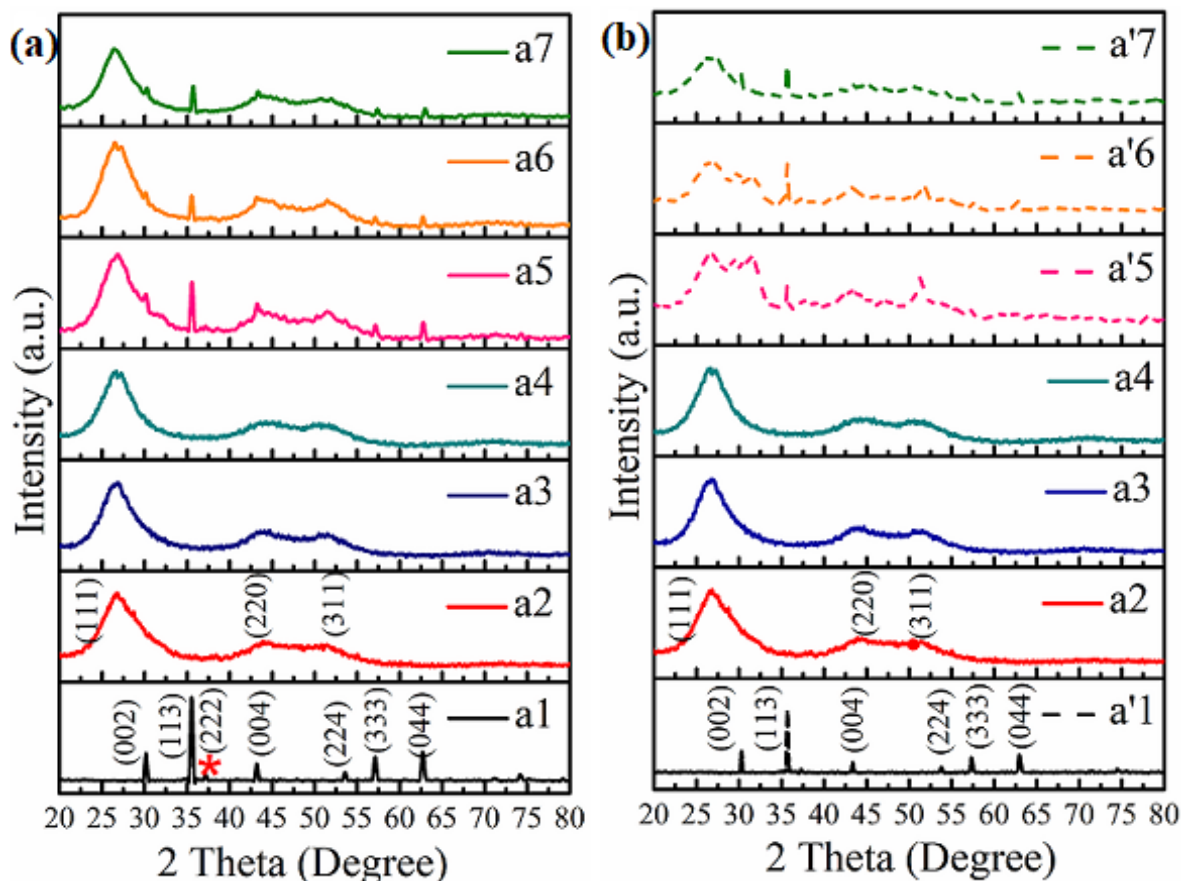 (a)
a7
a6
a5
a4
a3
(111)
(220)
(311)
a2
(002)
(113)
(222)
*
(004)
(224)
(333)
(044)
a1
20 25 30 35 40 45 50 55 60 65 70 75 80
2 Theta (Degree)
Intensity (a.u.)
(b)
a'7
a'6
a'5
a4
a3
(111)
(220)
(311)
a2
(002)
(113)
(004)
(224)
(333)
(044)
a'1
20 25 30 35 40 45 50 55 60 65 70 75 80
2 Theta (Degree)
Intensity (a.u.)